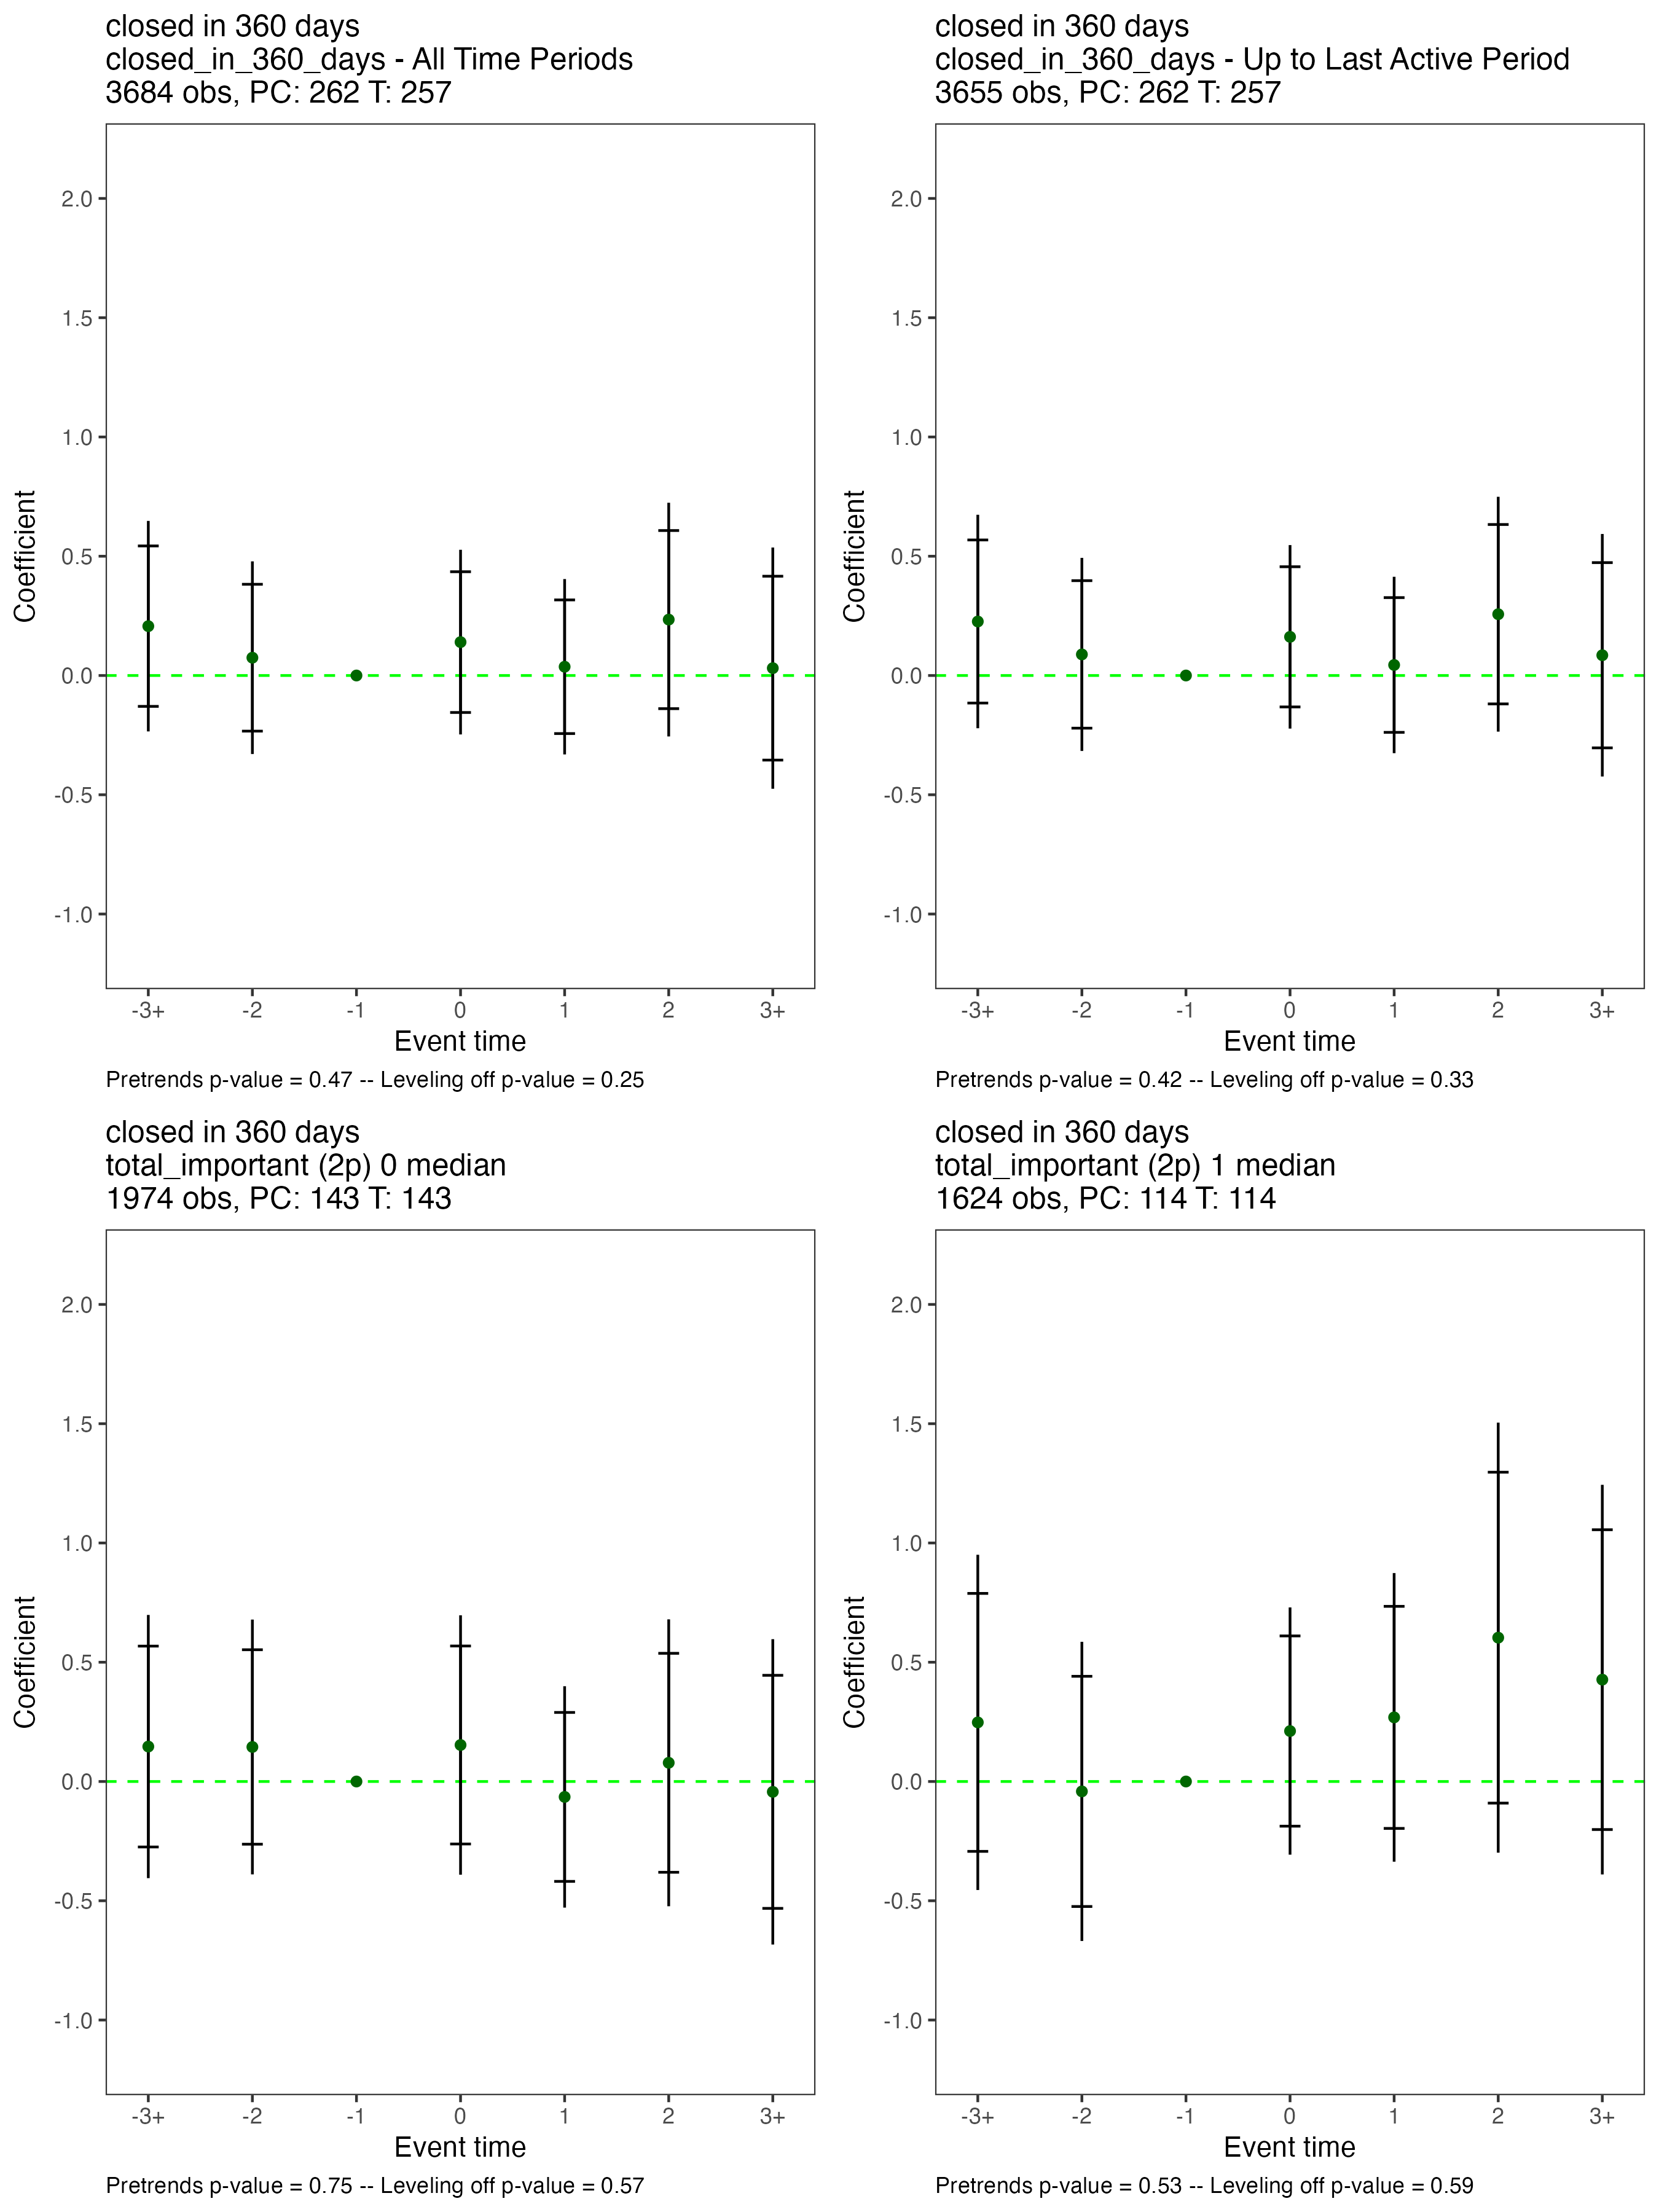 closed in 360 days
closed_in_360_days - All Time Periods
3684 obs, PC: 262 T: 257
2.0
1.5
1.0
0.5
0.0
-0.5
-1.0
Coefficient
-3+ -2 -1 0 1 2 3+
Event time
Pretrends p-value = 0.47 -- Leveling off p-value = 0.25
closed in 360 days
closed_in_360_days - Up to Last Active Period
3655 obs, PC: 262 T: 257
2.0
1.5
1.0
0.5
0.0
-0.5
-1.0
Coefficient
-3+ -2 -1 0 1 2 3+
Event time
Pretrends p-value = 0.42 -- Leveling off p-value = 0.33
closed in 360 days
total_important (2p) 0 median
1974 obs, PC: 143 T: 143
2.0
1.5
1.0
0.5
0.0
-0.5
-1.0
Coefficient
-3+ -2 -1 0 1 2 3+
Event time
Pretrends p-value = 0.75 -- Leveling off p-value = 0.57
closed in 360 days
total_important (2p) 1 median
1624 obs, PC: 114 T: 114
2.0
1.5
1.0
0.5
0.0
-0.5
-1.0
Coefficient
-3+ -2 -1 0 1 2 3+
Event time
Pretrends p-value = 0.53 -- Leveling off p-value = 0.59